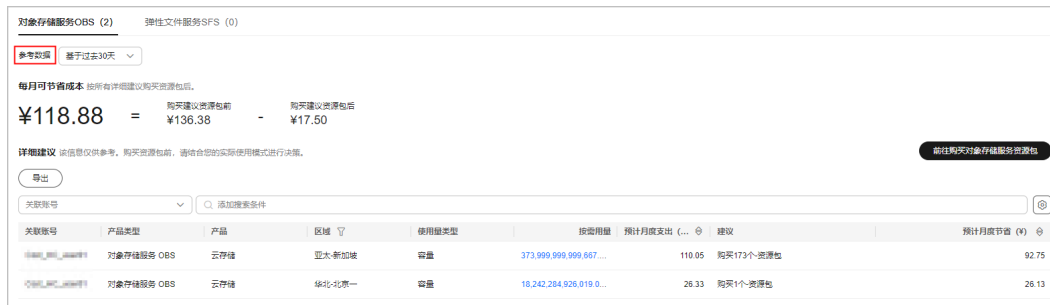 对象存储服务OBS (2) 弹性文件服务SFS (0)
参考数据 基于过去30天
每月可节省成本 按所有详细建议购买资源包后。
购买建议资源包前 购买建议资源包后
¥118.88 = ¥136.38 - ¥17.50
详细建议 该信息仅供参考。购买资源包前，请结合您的实际使用模式进行决策。
前往购买对象存储服务资源包
导出
关联账号 添加搜索条件
关联账号 产品类型 产品 区域 使用量类型 按需用量 预计月度支出 (... 建议 预计月度节省 (¥)
对象存储服务 OBS 云存储 亚太-新加坡 容量 373,999,999,999,667.... 110.05 购买173个-资源包 92.75
对象存储服务 OBS 云存储 华北-北京一 容量 18,242,284,926,019.0... 26.33 购买1个-资源包 26.13